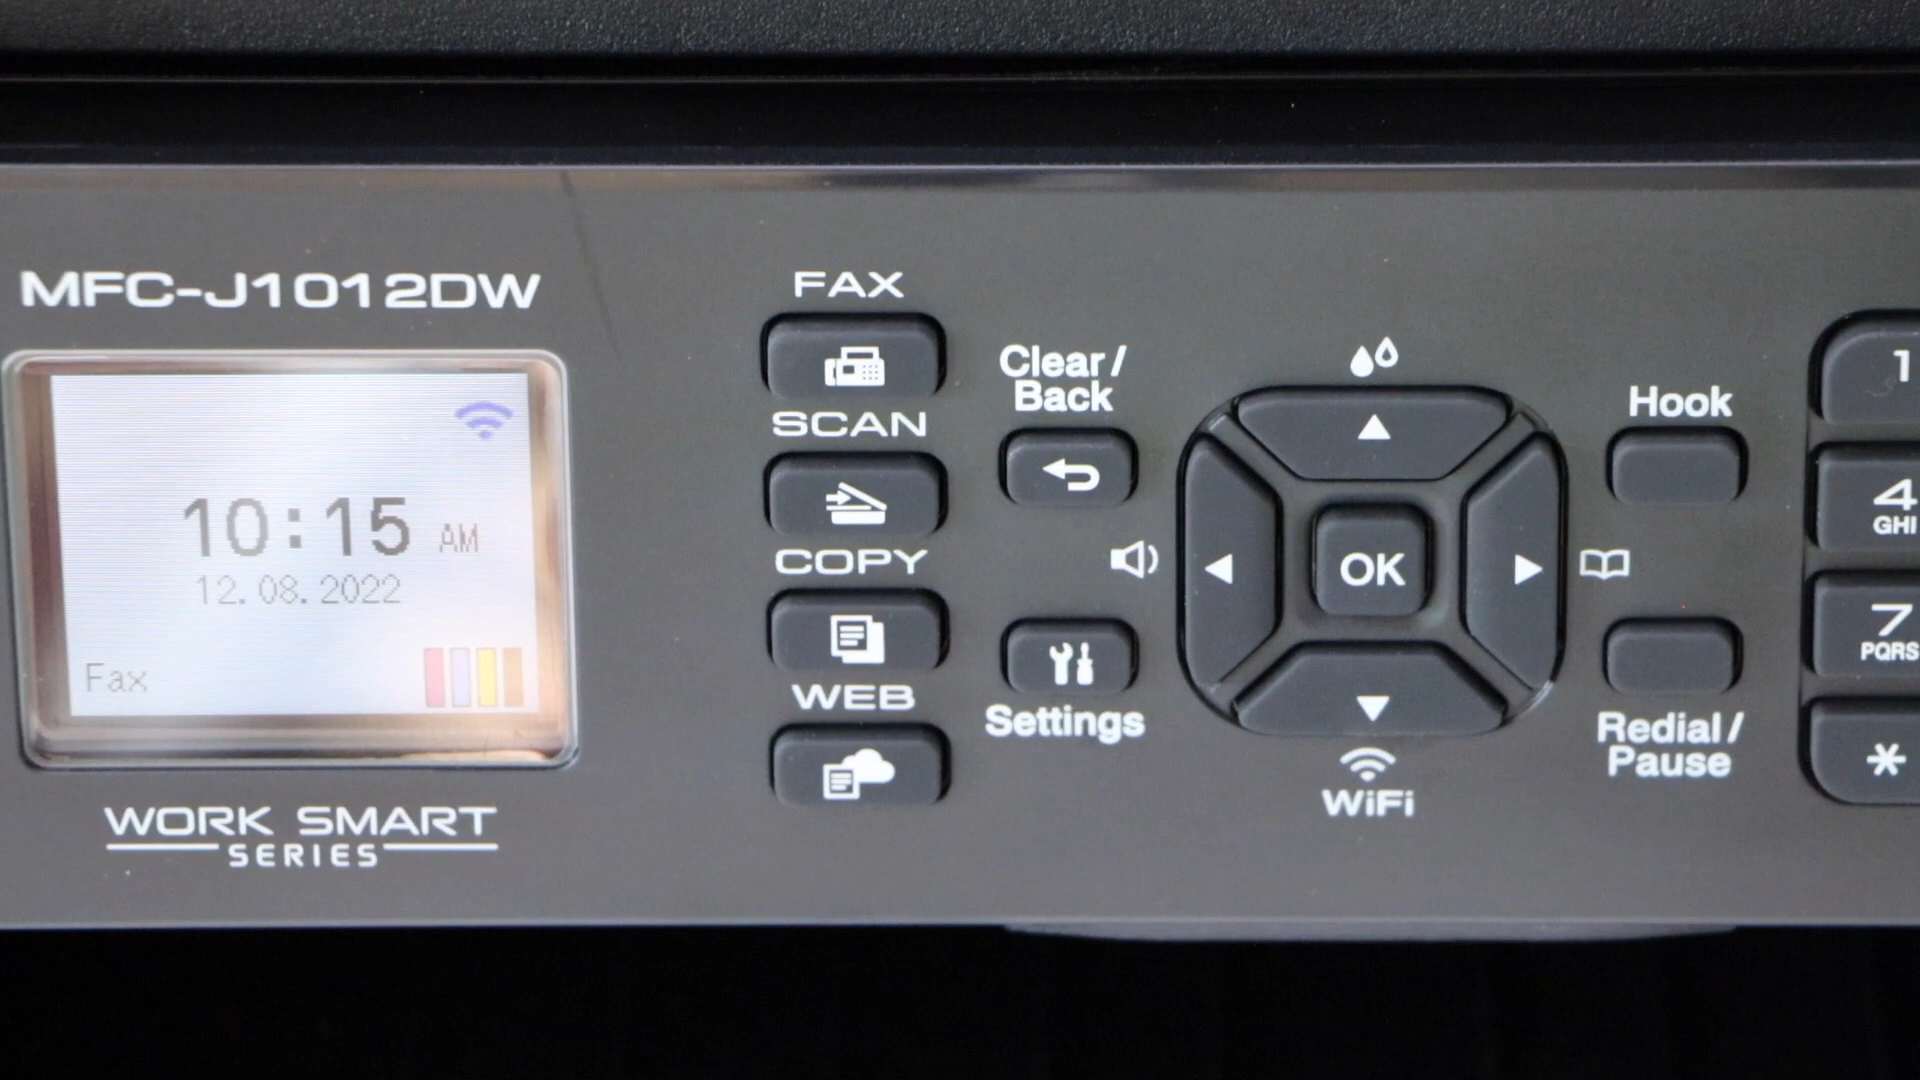 MFC-J1012DW
10:15 AM
12.08.2022
Fax
WORK SMART
SERIES
FAX
SCAN
COPY
WEB
Clear/
Back
Settings
OK
WiFi
Hook
Redial/
Pause
1
4
GHI
7
PQRS
*